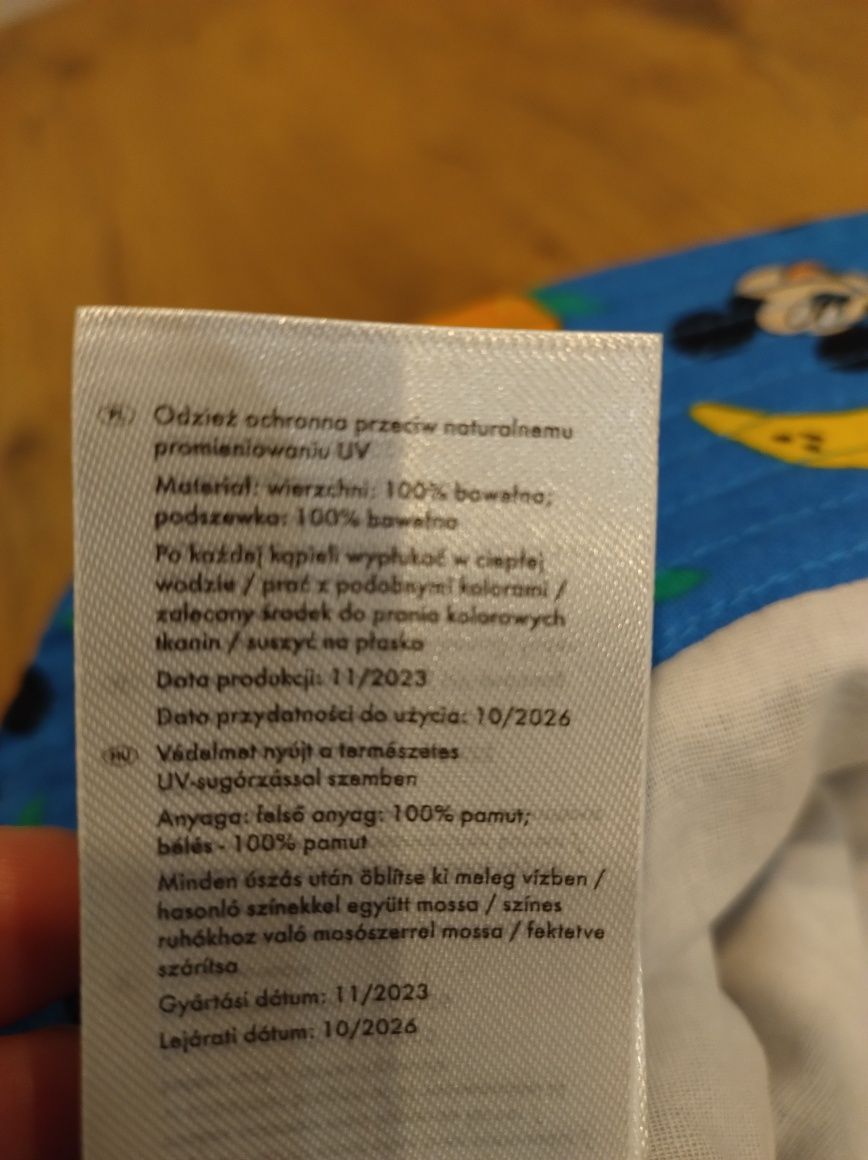 PL Odzież ochronna przeciw naturalnemu
promieniowaniu UV
Materiał: wierzchni: 100% bawełna;
podszewka: 100% bawełna
Po każdej kąpieli wypłukać w ciepłej
wodzie / prać z podobnymi kolorami /
zalecany środek do prania kolorowych
tkanin / suszyć na płasko
Data produkcji: 11/2023
Data przydatności do użycia: 10/2026
HU Védelmet nyújt a természetes
UV-sugárzással szemben
Anyaga: felső anyag: 100% pamut;
bélés - 100% pamut
Minden úszás után öblítse ki meleg vízben /
hasonló színekkel együtt mossa / színes
ruhákhoz való mosószerrel mossa / fektetve
szárítsa
Gyártási dátum: 11/2023
Lejárati dátum: 10/2026